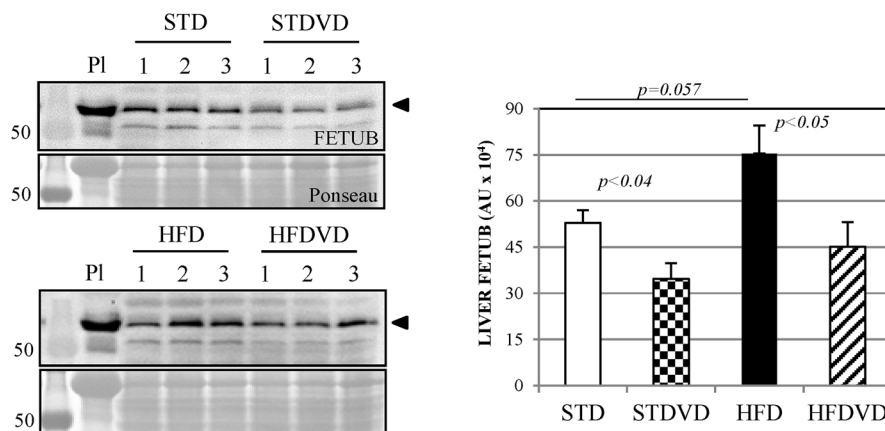 STD STDVD
Pl 1 2 3 1 2 3
50
FETUB
50
Ponseau
HFD HFDVD
Pl 1 2 3 1 2 3
50
50
p=0.057
p<0.05
p<0.04
LIVER FETUB (AU x 10⁴)
90
75
60
45
30
15
0
STD STDVD HFD HFDVD